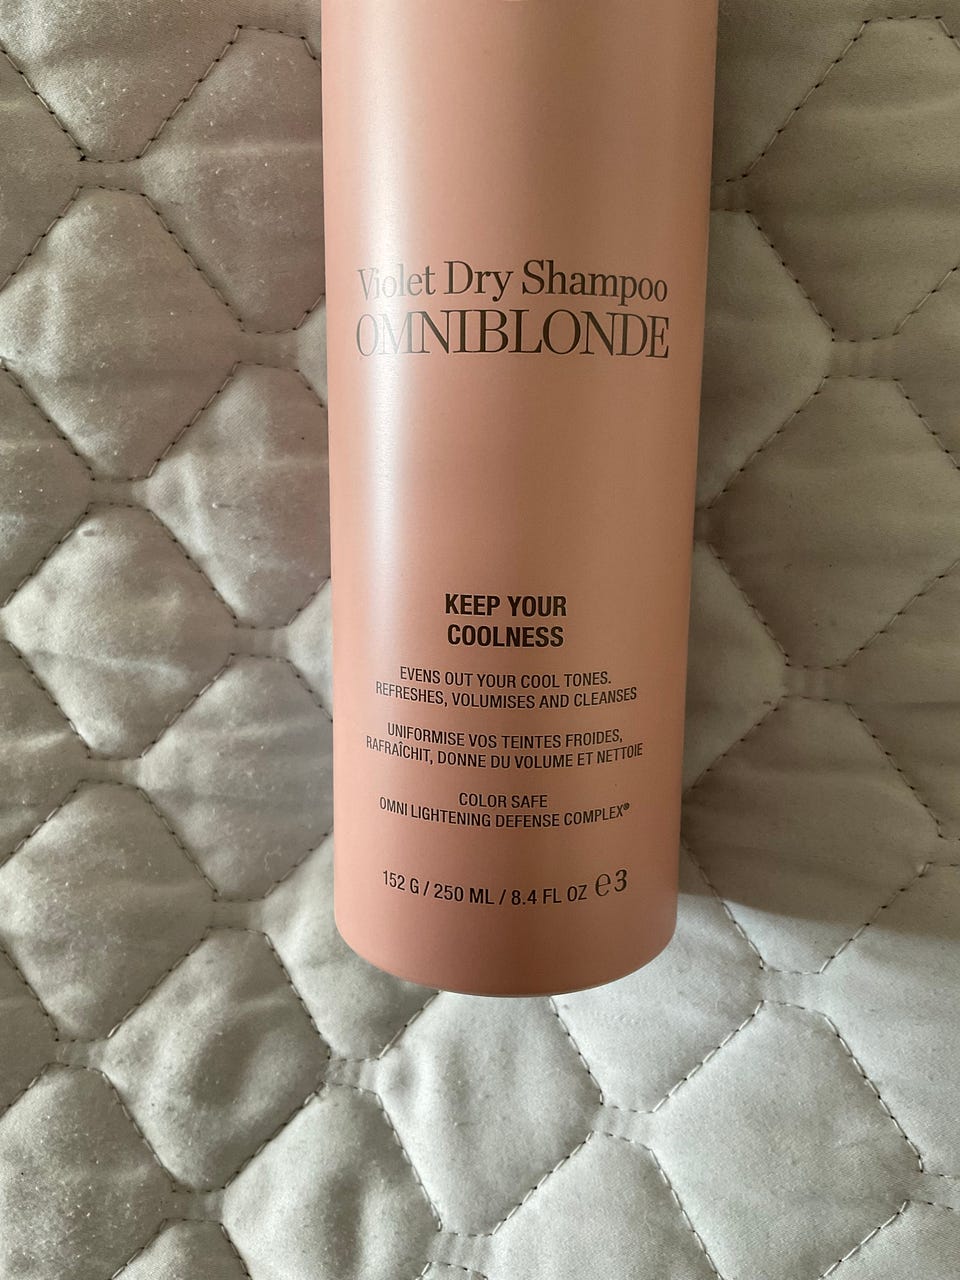 Violet Dry Shampoo
OMNIBLONDE
KEEP YOUR
COOLNESS
EVENS OUT YOUR COOL TONES.
REFRESHES, VOLUMISES AND CLEANSES
UNIFORMISE VOS TEINTES FROIDES,
RAFRAÎCHIT, DONNE DU VOLUME ET NETTOIE
COLOR SAFE
OMNI LIGHTENING DEFENSE COMPLEX®
152 G / 250 ML / 8.4 FL OZ ℮3